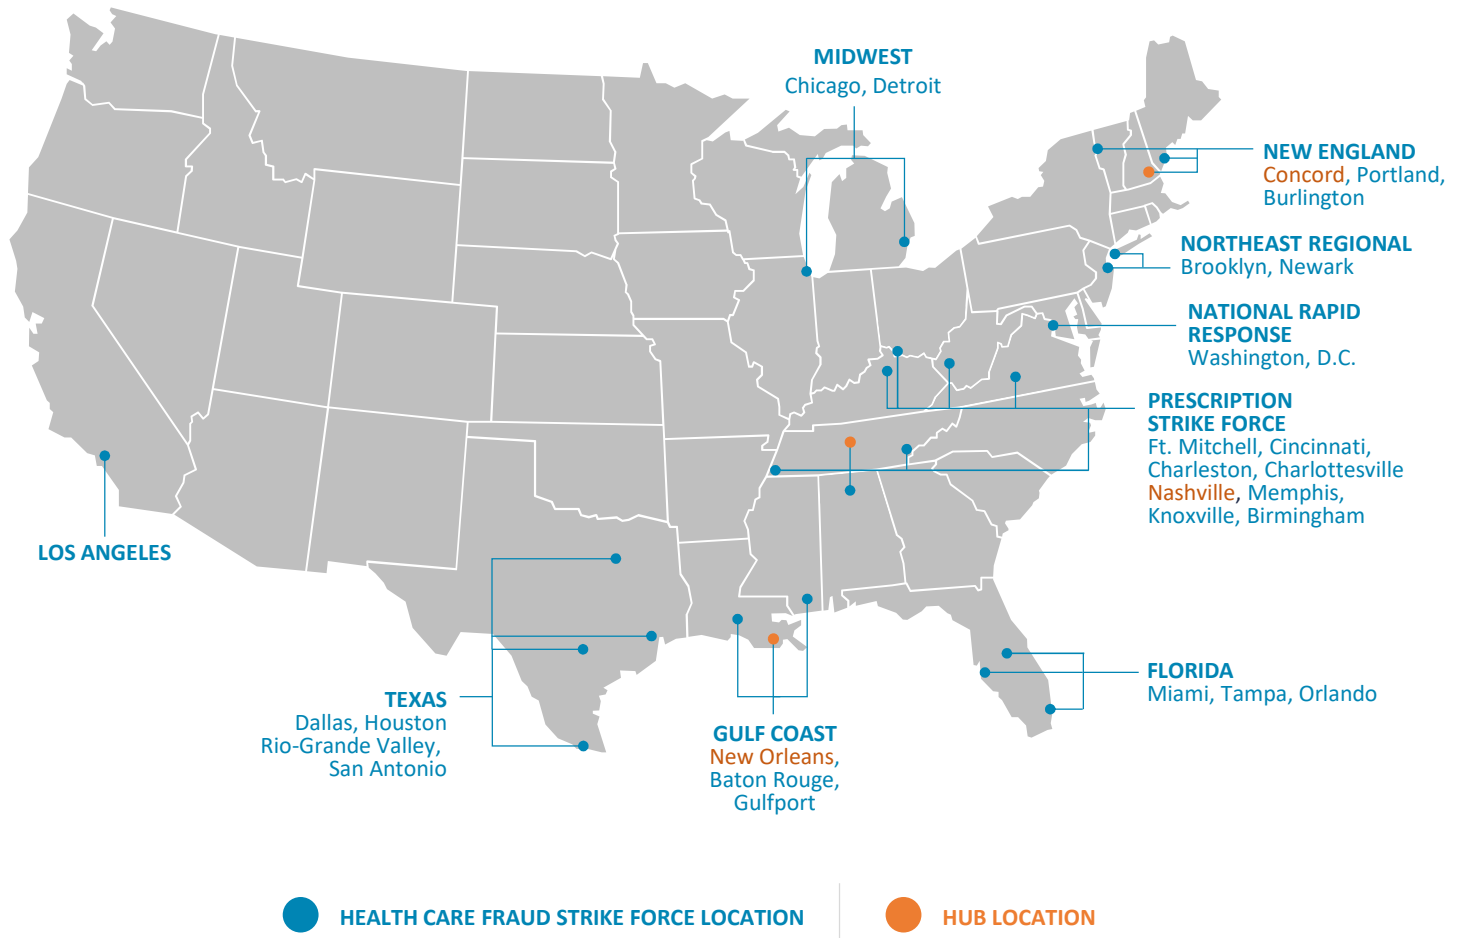 MIDWEST
Chicago, Detroit
NEW ENGLAND
Concord, Portland,
Burlington
NORTHEAST REGIONAL
Brooklyn, Newark
NATIONAL RAPID
RESPONSE
Washington, D.C.
PRESCRIPTION
STRIKE FORCE
Ft. Mitchell, Cincinnati,
Charleston, Charlottesville
Nashville, Memphis,
Knoxville, Birmingham
LOS ANGELES
FLORIDA
Miami, Tampa, Orlando
TEXAS
Dallas, Houston
Rio-Grande Valley,
San Antonio
GULF COAST
New Orleans,
Baton Rouge,
Gulfport
HEALTH CARE FRAUD STRIKE FORCE LOCATION
HUB LOCATION